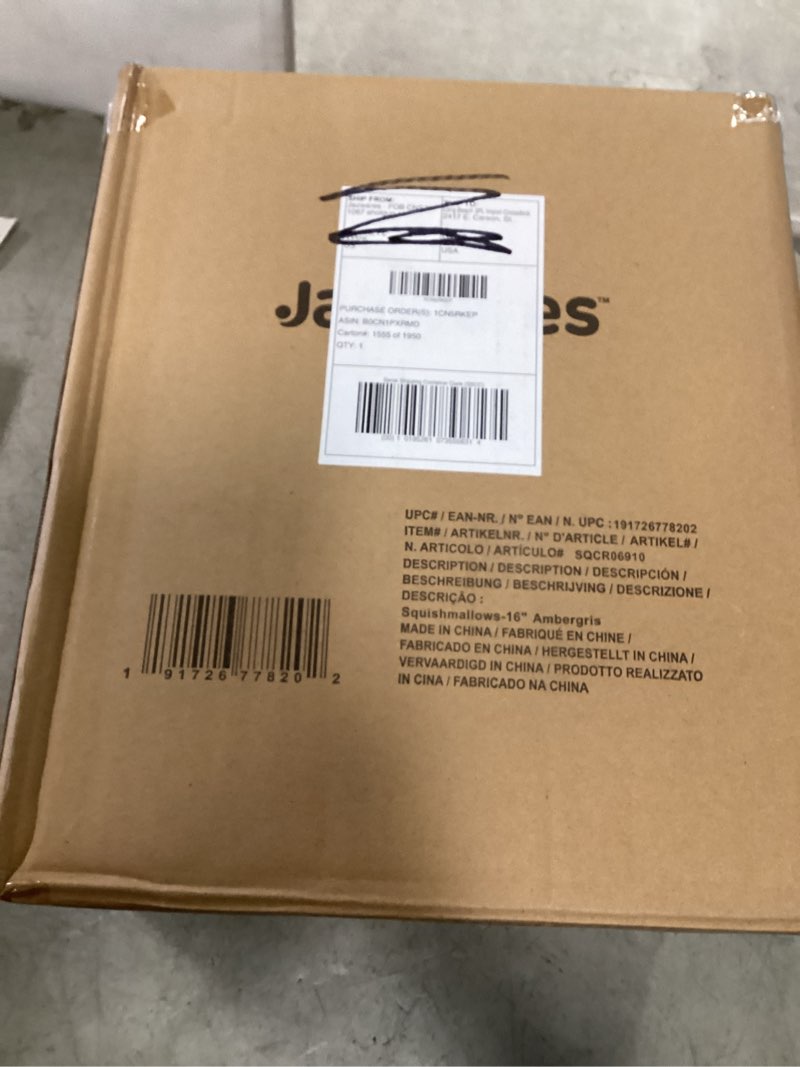 SHIP FROM:
USA
Ja es™
PURCHASE ORDER(S): 1CN5RKEP
ASIN: B0CN1PXRMD
Carton#: 1555 of 1950
QTY: 1
UPC# / EAN-NR. / N° EAN / N. UPC :191726778202
ITEM# / ARTIKELNR. / N° D'ARTICLE / ARTIKEL# /
N. ARTICOLO / ARTÍCULO# SQCR06910
DESCRIPTION / DESCRIPTION / DESCRIPCIÓN /
BESCHREIBUNG / BESCHRIJVING / DESCRIZIONE /
DESCRIÇÃO :
Squishmallows-16" Ambergris
MADE IN CHINA / FABRIQUÉ EN CHINE /
FABRICADO EN CHINA / HERGESTELLT IN CHINA /
VERVAARDIGD IN CHINA / PRODOTTO REALIZZATO
IN CINA / FABRICADO NA CHINA
1 91726 77820 2